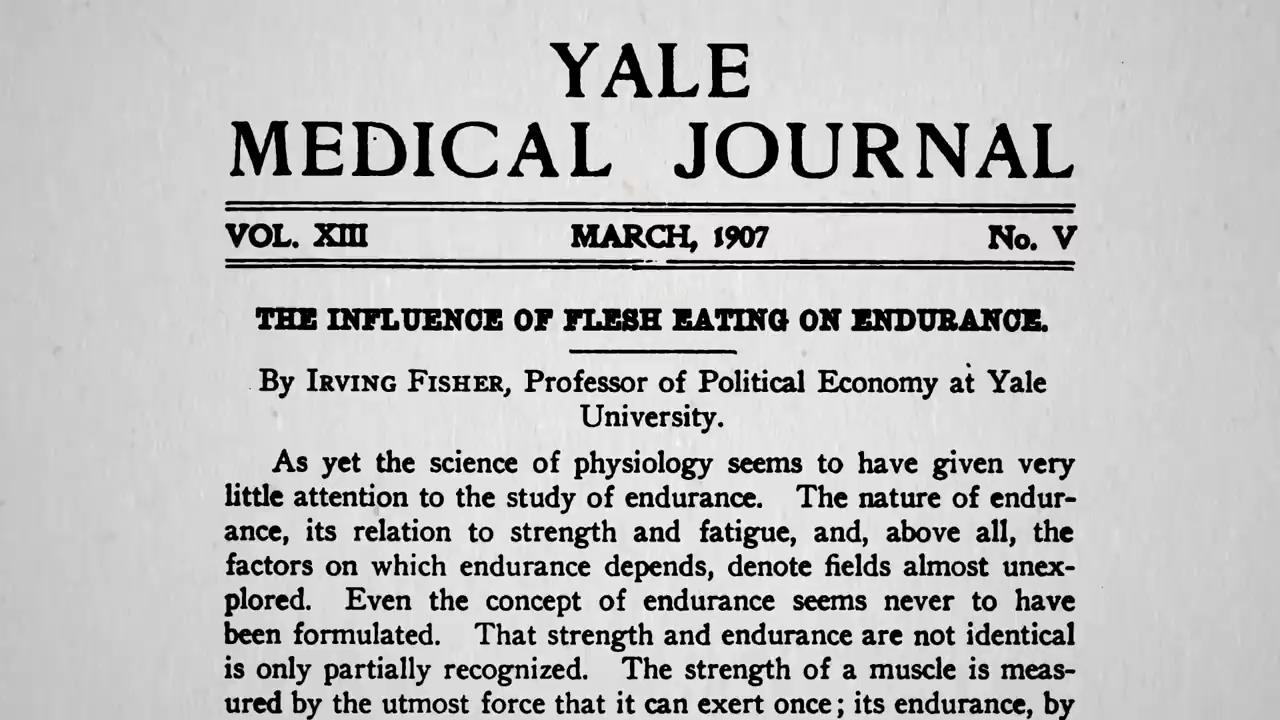 YALE
MEDICAL JOURNAL
VOL. XIII MARCH, 1907 No. V
THE INFLUENCE OF FLESH EATING ON ENDURANCE.
By IRVING FISHER, Professor of Political Economy at Yale
University.
As yet the science of physiology seems to have given very
little attention to the study of endurance. The nature of endur-
ance, its relation to strength and fatigue, and, above all, the
factors on which endurance depends, denote fields almost unex-
plored. Even the concept of endurance seems never to have
been formulated. That strength and endurance are not identical
is only partially recognized. The strength of a muscle is meas-
ured by the utmost force that it can exert once; its endurance, by